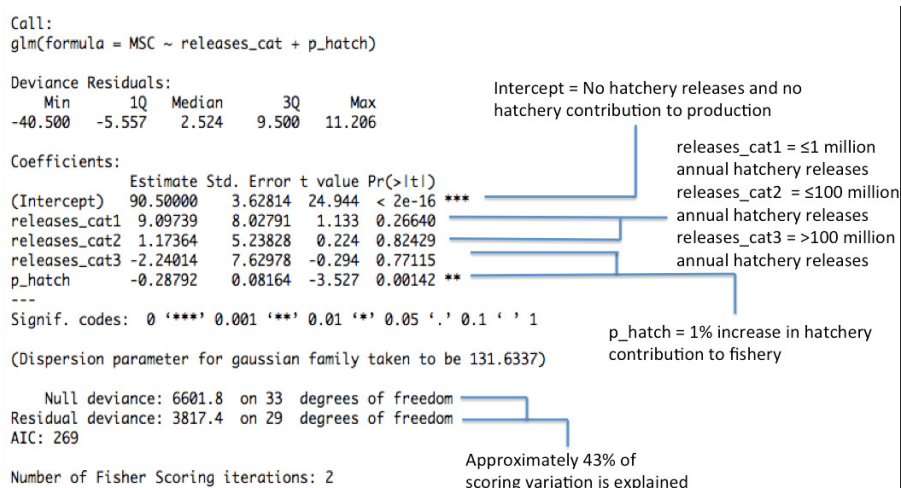 Call:
glm(formula = MSC ~ releases_cat + p_hatch)
Deviance Residuals:
Min 1Q Median 3Q Max
-40.500 -5.557 2.524 9.500 11.206
Intercept = No hatchery releases and no
hatchery contribution to production
Coefficients:
Estimate Std. Error t value Pr(>|t|)
(Intercept) 90.50000 3.62814 24.944 < 2e-16 ***
releases_cat1 9.09739 8.02791 1.133 0.26640
releases_cat2 1.17364 5.23828 0.224 0.82429
releases_cat3 -2.24014 7.62978 -0.294 0.77115
p_hatch -0.28792 0.08164 -3.527 0.00142 **
---
Signif. codes: 0 ‘***’ 0.001 ‘**’ 0.01 ‘*’ 0.05 ‘.’ 0.1 ‘ ’ 1
releases_cat1 = ≤1 million
annual hatchery releases
releases_cat2 = ≤100 million
annual hatchery releases
releases_cat3 = >100 million
annual hatchery releases
p_hatch = 1% increase in hatchery
contribution to fishery
(Dispersion parameter for gaussian family taken to be 131.6337)
Null deviance: 6601.8 on 33 degrees of freedom
Residual deviance: 3817.4 on 29 degrees of freedom
AIC: 269
Number of Fisher Scoring iterations: 2
Approximately 43% of
scoring variation is explained